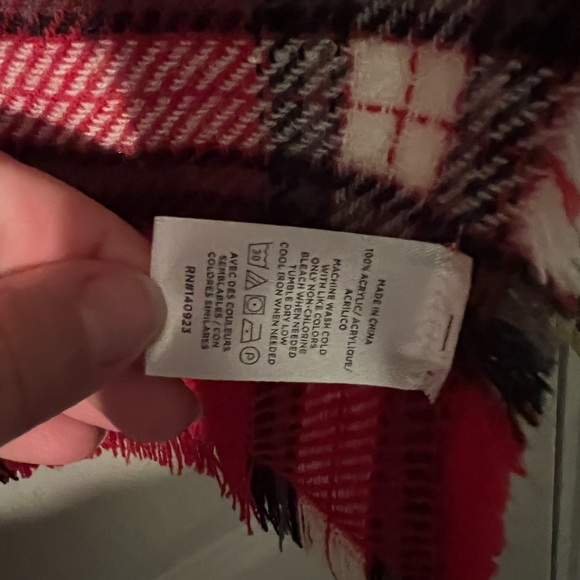 MADE IN CHINA
100% ACRYLIC/ ACRYLIQUE/
ACRILICO
MACHINE WASH COLD
WITH LIKE COLORS
ONLY NON-CHLORINE
BLEACH WHEN NEEDED
TUMBLE DRY LOW
COOL IRON WHEN NEEDED
30 P
AVEC DES COULEURS
SEMBLABLES / CON
COLORES SIMILARES
RN#140923